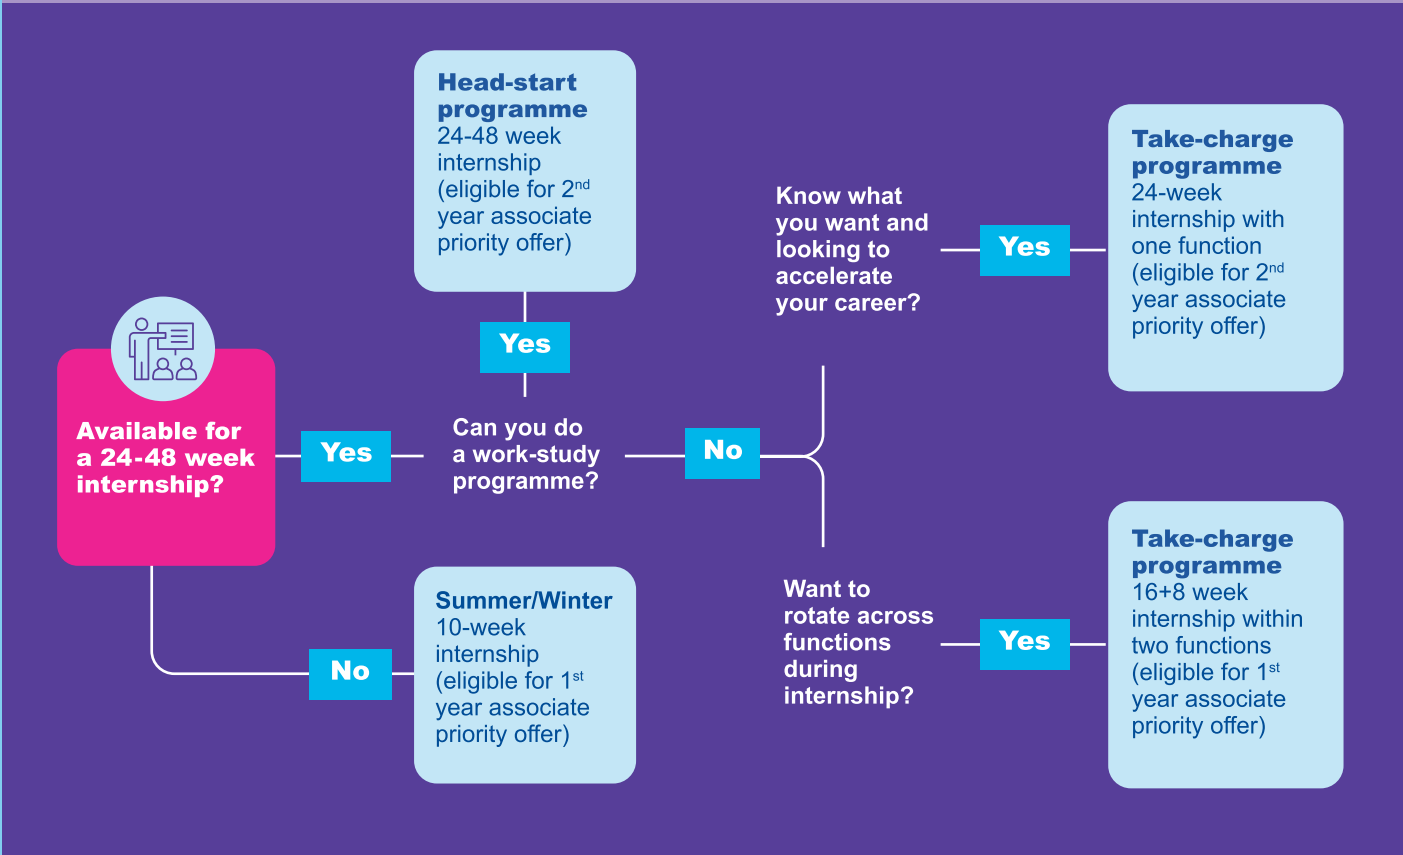 Available for
a 24-48 week
internship?
Yes
Can you do
a work-study
programme?
Yes
Head-start
programme
24-48 week
internship
(eligible for 2nd
year associate
priority offer)
No
Know what
you want and
looking to
accelerate
your career?
Yes
Take-charge
programme
24-week
internship with
one function
(eligible for 2nd
year associate
priority offer)
Want to
rotate across
functions
during
internship?
Yes
Take-charge
programme
16+8 week
internship within
two functions
(eligible for 1st
year associate
priority offer)
No
Summer/Winter
10-week
internship
(eligible for 1st
year associate
priority offer)